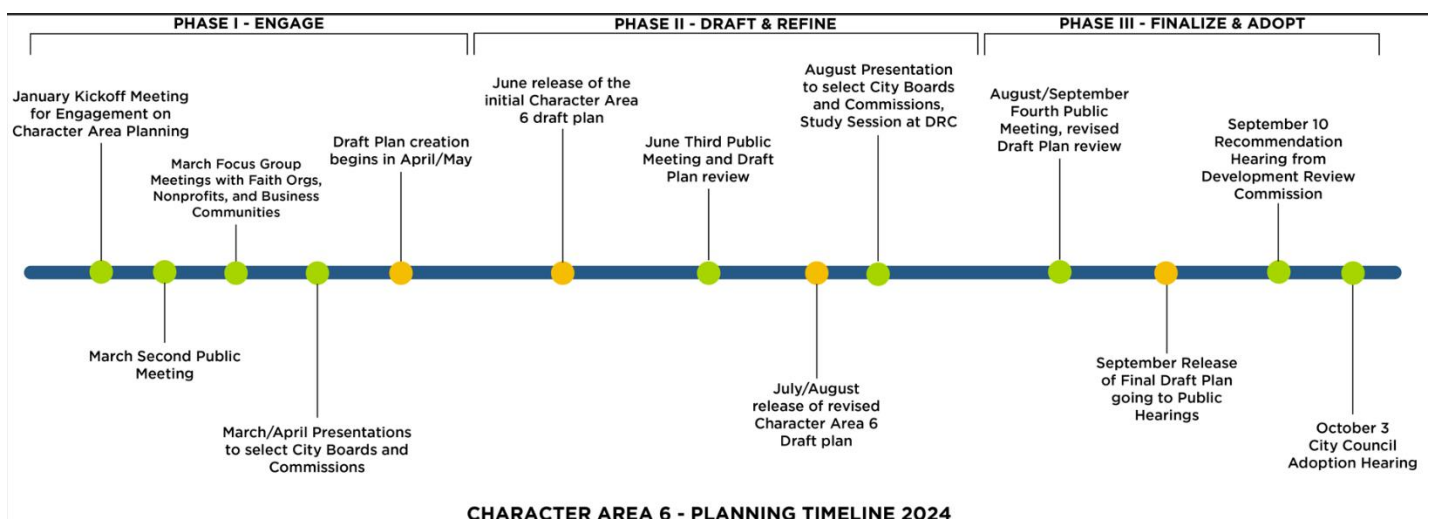 PHASE I - ENGAGE
PHASE II - DRAFT & REFINE
PHASE III - FINALIZE & ADOPT
January Kickoff Meeting
for Engagement on
Character Area Planning
March Second Public
Meeting
March Focus Group
Meetings with Faith Orgs,
Nonprofits, and Business
Communities
March/April Presentations
to select City Boards and
Commissions
Draft Plan creation
begins in April/May
June release of the
initial Character Area
6 draft plan
June Third Public
Meeting and Draft
Plan review
July/August
release of revised
Character Area 6
Draft plan
August Presentation
to select City Boards
and Commissions,
Study Session at DRC
August/September
Fourth Public
Meeting, revised
Draft Plan review
September Release
of Final Draft Plan
going to Public
Hearings
September 10
Recommendation
Hearing from
Development Review
Commission
October 3
City Council
Adoption Hearing
CHARACTER AREA 6 - PLANNING TIMELINE 2024